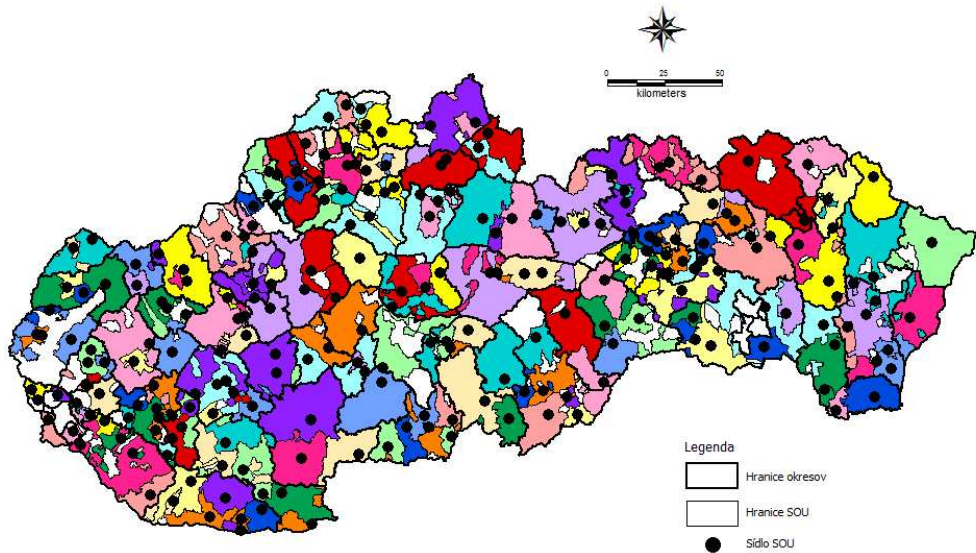 0 25 50
kilometers
Legenda
Hranice okresov
Hranice SOU
Sídlo SOU